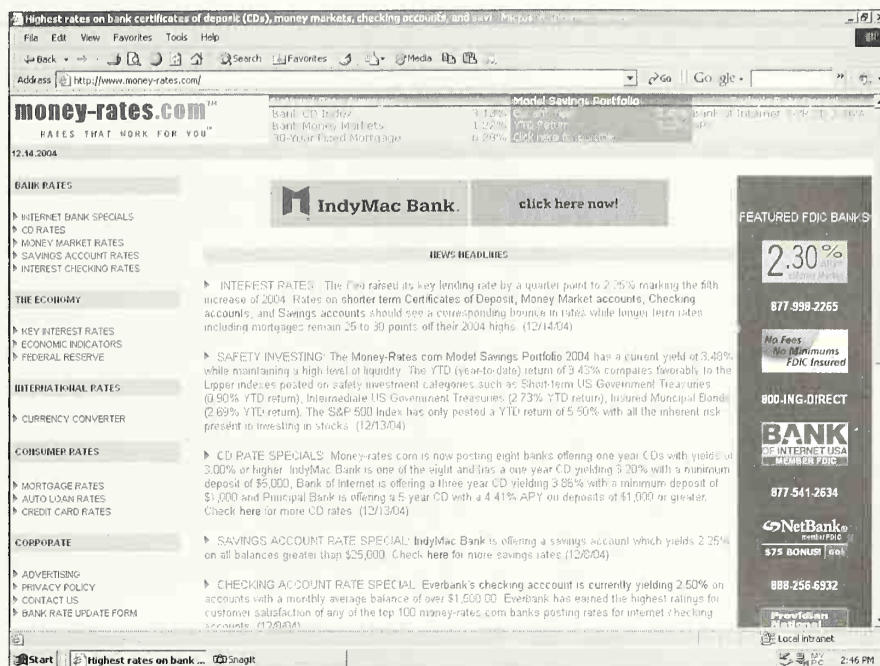 Highest rates on bank certificates of deposit (CDs), money markets, checking accounts, and savi
File Edit View Favorites Tools Help
Back Search Favorites Media
Address http://www.money-rates.com/ Go Google
money-rates.com™
RATES THAT WORK FOR YOU
12.14.2004
Bank CD Index
Bank Money Markets
30-Year Fixed Mortgage
Model Savings Portfolio
YTD Return
BANK RATES
INTERNET BANK SPECIALS
CD RATES
MONEY MARKET RATES
SAVINGS ACCOUNT RATES
INTEREST CHECKING RATES
THE ECONOMY
KEY INTEREST RATES
ECONOMIC INDICATORS
FEDERAL RESERVE
INTERNATIONAL RATES
CURRENCY CONVERTER
CONSUMER RATES
MORTGAGE RATES
AUTO LOAN RATES
CREDIT CARD RATES
CORPORATE
ADVERTISING
PRIVACY POLICY
CONTACT US
BANK RATE UPDATE FORM
IndyMac Bank. click here now!
NEWS HEADLINES
INTEREST RATES The Fed raised its key lending rate by a quarter point to 2.25% marking the fifth
increase of 2004. Rates on shorter term Certificates of Deposit, Money Market accounts, Checking
accounts, and Savings accounts should see a corresponding bounce in rates while longer term rates
including mortgages remain 25 to 30 points off their 2004 highs. (12/14/04)
SAFETY INVESTING: The Money-Rates com Model Savings Portfolio 2004 has a current yield of 3.48%
while maintaining a high level of liquidity. The YTD (year-to-date) return of 3.43% compares favorably to the
Lipper indexes posted on safety investment categories such as Short-term US Government Treasuries
(0.90% YTD return), Intermediate US Government Treasuries (2.73% YTD return), Insured Muncipal Bonds
(2.69% YTD return). The S&P 500 Index has only posted a YTD return of 5.50% with all the inherent risk
present in investing in stocks. (12/13/04)
CD RATE SPECIALS: Money-rates com is now posting eight banks offering one year CDs with yields of
3.00% or higher. IndyMac Bank is one of the eight and has a one year CD yielding 3.20% with a minimum
deposit of $5,000, Bank of Internet is offering a three year CD yielding 3.86% with a minimum deposit of
$1,000 and Principal Bank is offering a 5-year CD with a 4.41% APY on deposits of $1,000 or greater.
Check here for more CD rates. (12/13/04)
SAVINGS ACCOUNT RATE SPECIAL: IndyMac Bank is offering a savings account which yields 2.25%
on all balances greater than $25,000. Check here for more savings rates (12/8/04)
CHECKING ACCOUNT RATE SPECIAL Everbank's checking acccount is currently yielding 2.50% on
accounts with a monthly average balance of over $1,500.00. Everbank has earned the highest ratings for
customer satisfaction of any of the top 100 money-rates.com banks posting rates for internet checking
accounts. (12/8/04)
FEATURED FDIC BANKS
2.30%
877-998-2265
No Fees
No Minimums
FDIC Insured
800-ING-DIRECT
BANK
OF INTERNET USA
MEMBER FDIC
877-541-2634
NetBank®
member FDIC
$75 BONUS! GO!
888-256-6932
Providian
National
Local intranet
Start Highest rates on bank ... SnagIt 2:46 PM